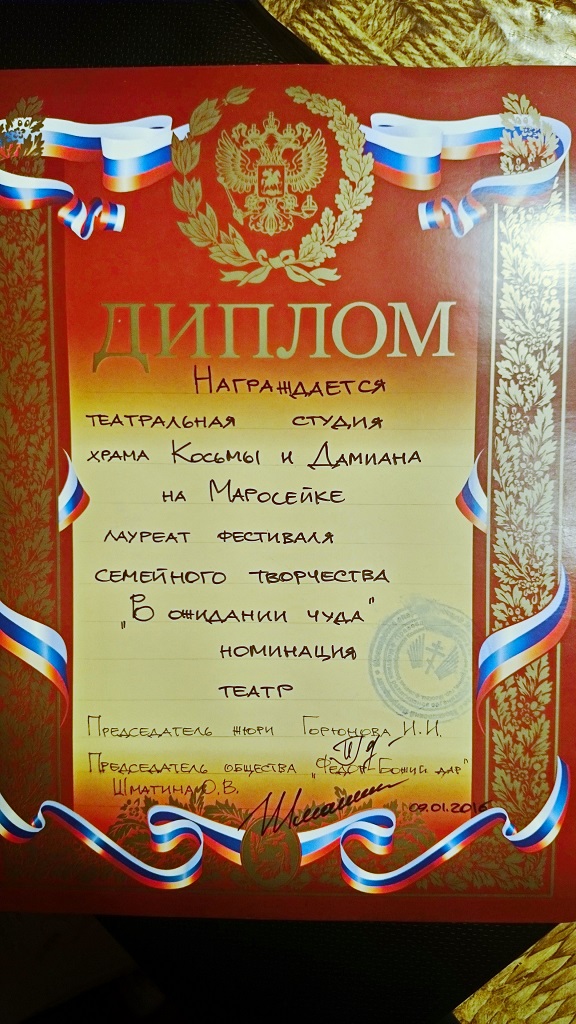 ДИПЛОМ
Награждается
театральная студия
храма Косьмы и Дамиана
на Маросейке
лауреат фестиваля
семейного творчества
"В ожидании чуда"
номинация
театр
Председатель жюри Горюнова И.И.
Председатель общества "Федор-Божий дар"
Шматина О.В.
09.01.2016